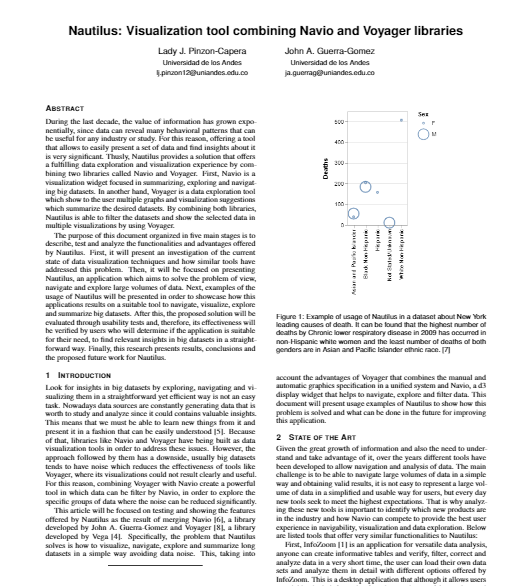 Nautilus: Visualization tool combining Navio and Voyager libraries
Lady J. Pinzon-Capera
Universidad de los Andes
lj.pinzon12@uniandes.edu.co
John A. Guerra-Gomez
Universidad de los Andes
ja.guerrag@uniandes.edu.co
ABSTRACT
During the last decade, the value of information has grown expo-
nentially, since data can reveal many behavioral patterns that can
be useful for any industry or study. For this reason, offering a tool
that allows to easily present a set of data and find insights about it
is very significant. Thusly, Nautilus provides a solution that offers
a fulfilling data exploration and visualization experience by com-
bining two libraries called Navio and Voyager. First, Navio is a
visualization widget focused in summarizing, exploring and navigat-
ing big datasets. In another hand, Voyager is a data exploration tool
which to show to the user multiple graphs and visualization suggestions
which summarize the desired datasets. By combining both libraries,
Nautilus is able to filter the datasets and show the selected data in
multiple visualizations by using Voyager.
The purpose of this document organized in five main stages is to
describe, test and analyze the functionalities and advantages offered
by Nautilus. First, it will present an investigation of the current
state of data visualization techniques and how similar tools have
addressed this problem. Then, it will be focused on presenting
Nautilus, an application which aims to solve the problem of view,
navigate and explore large volumes of data. Next, examples of the
usage of Nautilus will be presented in order to showcase how this
applications results on a suitable tool to navigate, visualize, explore
and summarize big datasets. After this, the proposed solution will be
evaluated through usability tests and, therefore, its effectiveness will
be verified by users who will determine if the application is suitable
for their need, to find relevant insights in big datasets in a straight-
forward way. Finally, this research presents results, conclusions and
the proposed future work for Nautilus.
1 INTRODUCTION
Look for insights in big datasets by exploring, navigating and vi-
sualizing them in a straightforward yet efficient way is not an easy
task. Nowadays data sources are constantly generating data that is
worth to study and analyze since it could contains valuable insights.
This means that we must be able to learn new things from it and
present it in a fashion that can be easily understood [5]. Because
of that, libraries like Navio and Voyager have being built as data
visualization tools in order to address these issues. However, the
approach followed by them has a downside, usually big datasets
tends to have noise which reduces the effectiveness of tools like
Voyager, where its visualizations could not result clearly and useful.
For this reason, combining Voyager with Navio create a powerful
tool in which data can be filter by Navio, in order to explore the
specific groups of data where the noise can be reduced significantly.
This article will be focused on testing and showing the features
offered by Nautilus as the result of merging Navio [6], a library
developed by John A. Guerra-Gomez and Voyager [8], a library
developed by Vega [4]. Specifically, the problem that Nautilus
solves is how to visualize, navigate, explore and summarize long
datasets in a simple way avoiding data noise. This, taking into
Sex
F
M
Deaths
500
400
300
200
100
0
Asian and Pacific Islander
Black Non-Hispanic
Hispanic
Not Stated/Unknown
White Non-Hispanic
Figure 1: Example of usage of Nautilus in a dataset about New York
leading causes of death. It can be found that the highest number of
deaths by Chronic lower respiratory disease in 2009 has occurred in
non-Hispanic white women and the least number of deaths of both
genders are in Asian and Pacific Islander ethnic race. [7]
account the advantages of Voyager that combines the manual and
automatic graphics specification in a unified system and Navio, a d3
display widget that helps to navigate, explore and filter data. This
document will present usage examples of Nautilus to show how this
problem is solved and what can be done in the future for improving
this application.
2 STATE OF THE ART
Given the great growth of information and also the need to under-
stand and take advantage of it, over the years different tools have
been developed to allow navigation and analysis of data. The main
challenge is to be able to navigate large volumes of data in a simple
way and obtaining valid results, it is not easy to represent a large vol-
ume of data in a simplified and usable way for users, but every day
new tools seek to meet the highest expectations. That is why analyz-
ing these new tools is important to identify which new products are
in the industry and how Navio can compete to provide the best user
experience in navigability, visualization and data exploration. Below
are listed tools that offer very similar functionalities to Nautilus:
First, InfoZoom [1] is an application for versatile data analysis,
anyone can create informative tables and verify, filter, correct and
analyze data in a very short time, the user can load their own data
sets and analyze them in detail with different options offered by
InfoZoom. This is a desktop application that although it allows users